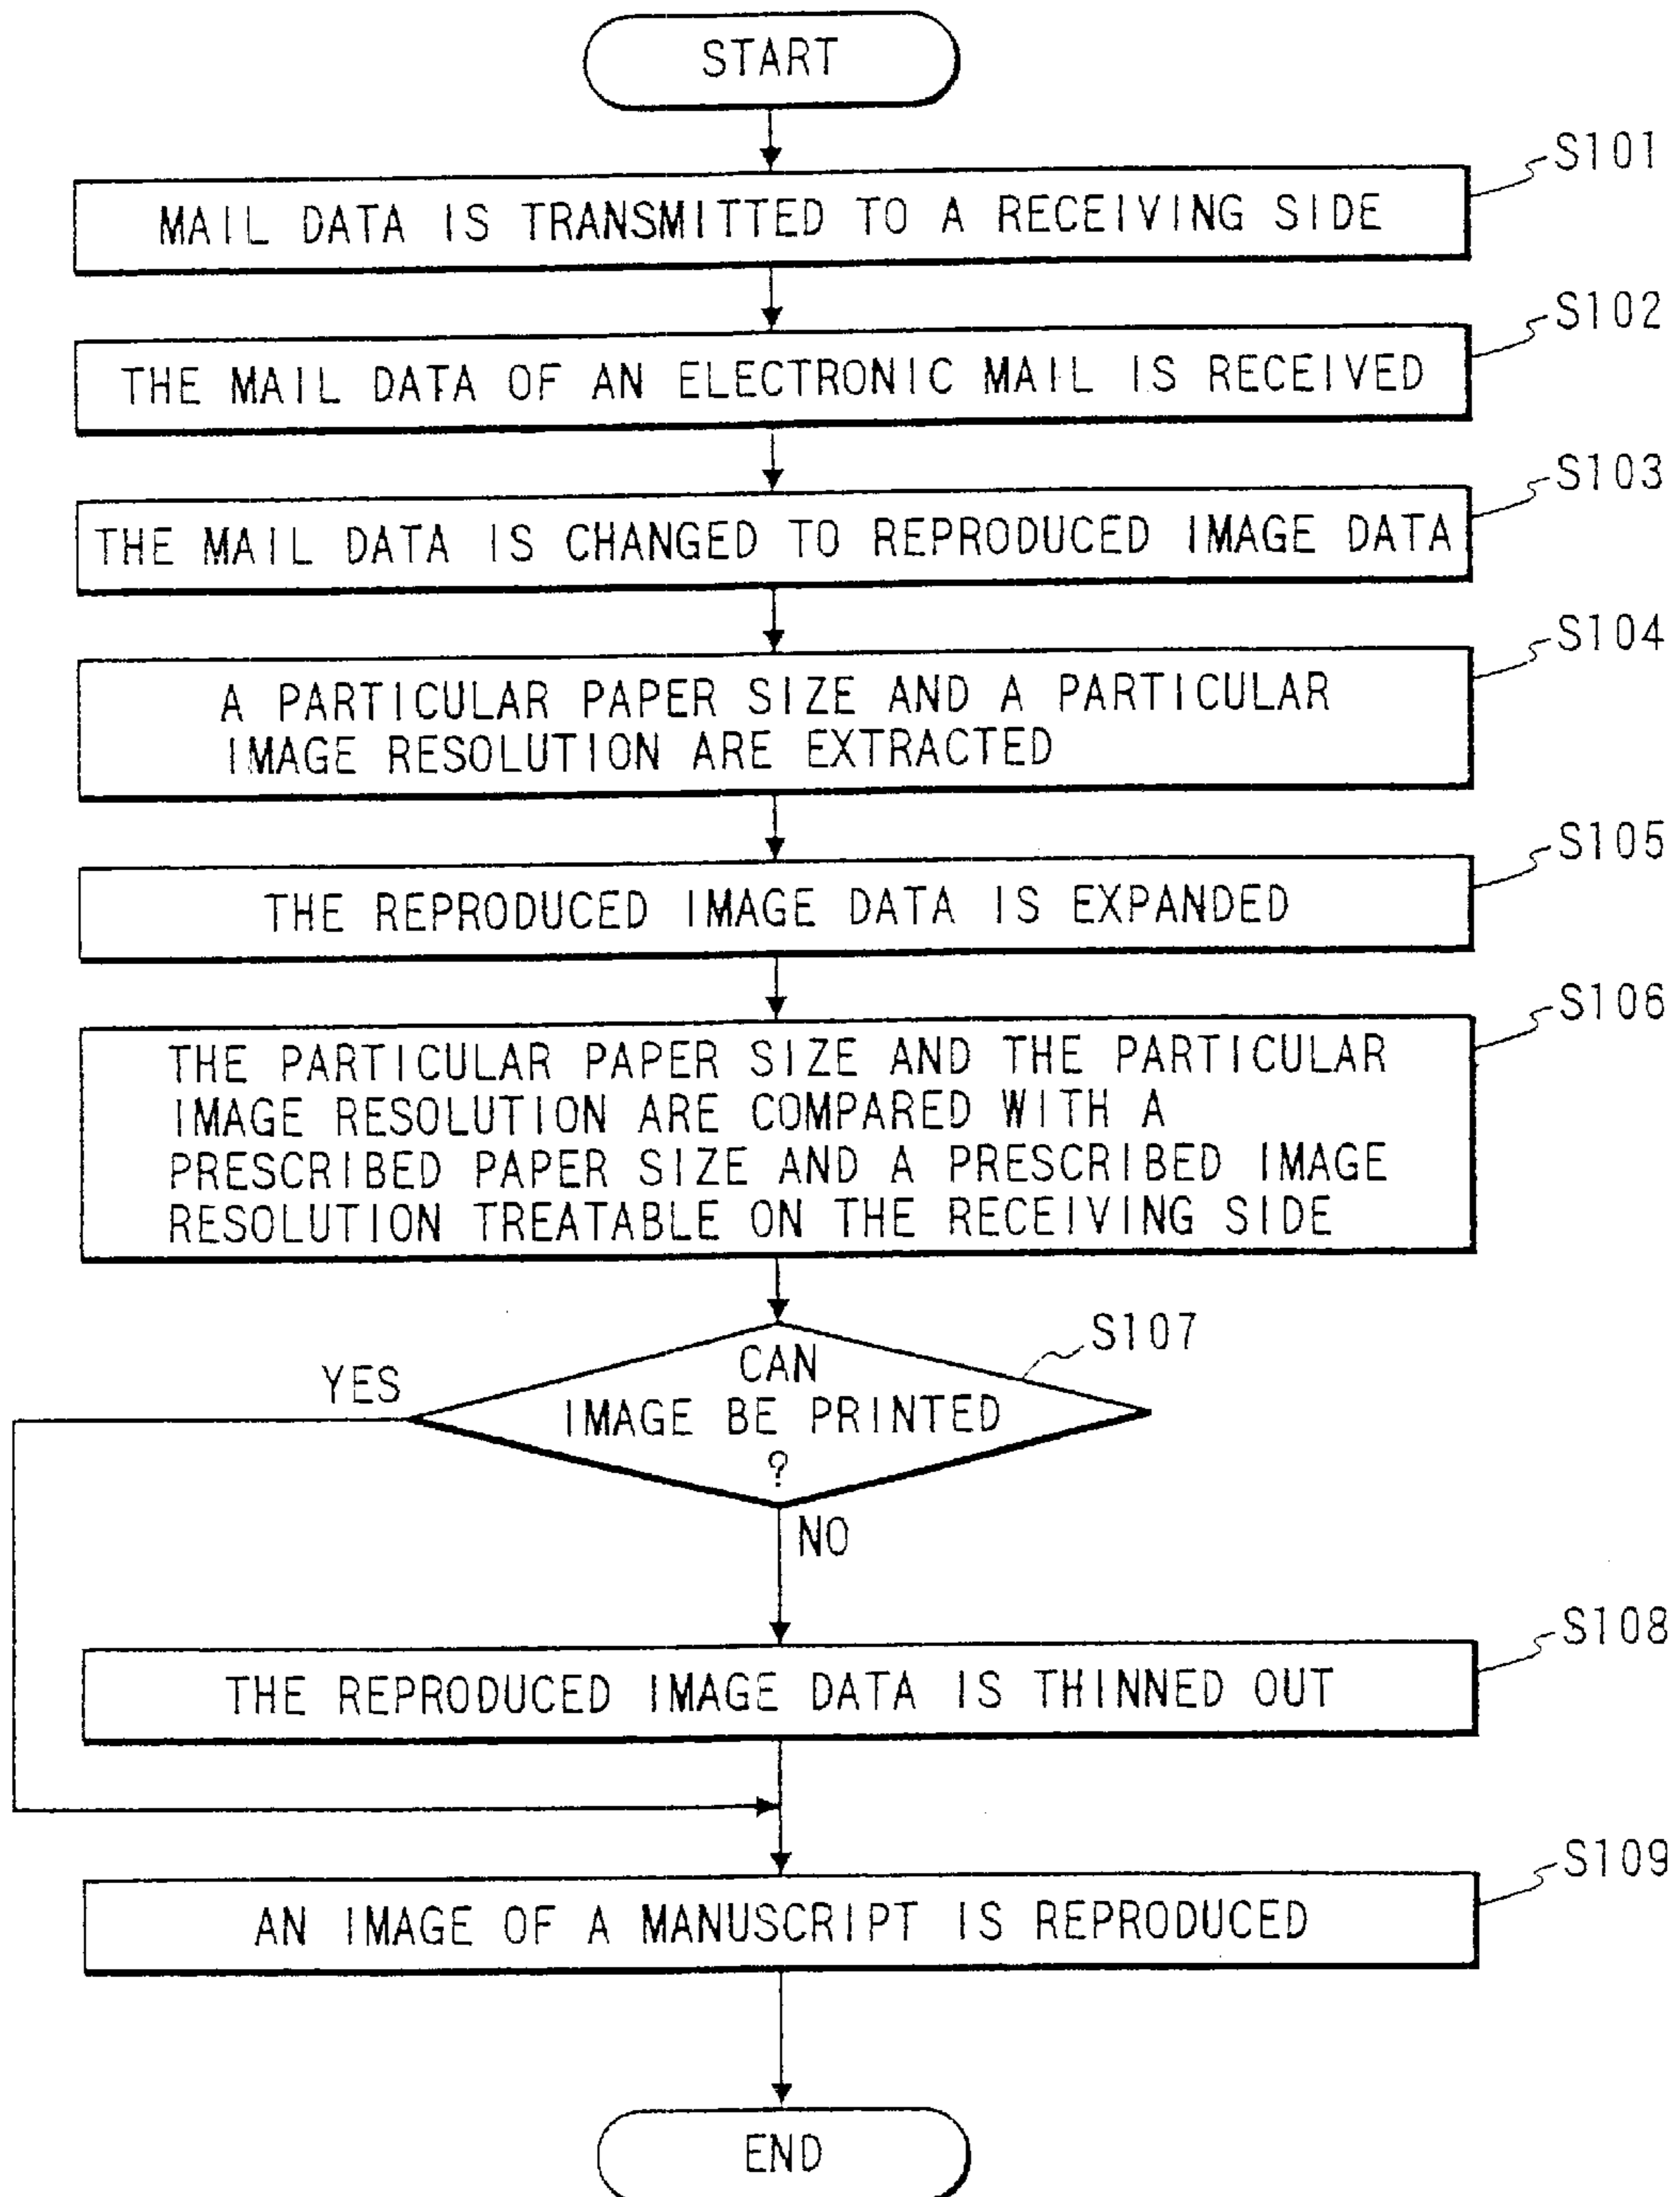 START
S101
MAIL DATA IS TRANSMITTED TO A RECEIVING SIDE
S102
THE MAIL DATA OF AN ELECTRONIC MAIL IS RECEIVED
S103
THE MAIL DATA IS CHANGED TO REPRODUCED IMAGE DATA
S104
A PARTICULAR PAPER SIZE AND A PARTICULAR
IMAGE RESOLUTION ARE EXTRACTED
S105
THE REPRODUCED IMAGE DATA IS EXPANDED
S106
THE PARTICULAR PAPER SIZE AND THE PARTICULAR
IMAGE RESOLUTION ARE COMPARED WITH A
PRESCRIBED PAPER SIZE AND A PRESCRIBED IMAGE
RESOLUTION TREATABLE ON THE RECEIVING SIDE
S107
YES
CAN
IMAGE BE PRINTED
?
NO
S108
THE REPRODUCED IMAGE DATA IS THINNED OUT
S109
AN IMAGE OF A MANUSCRIPT IS REPRODUCED
END